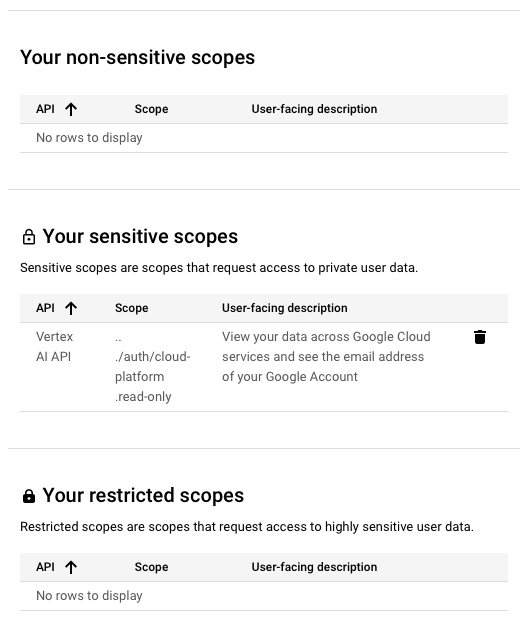 Your non-sensitive scopes
API Scope User-facing description
No rows to display
Your sensitive scopes
Sensitive scopes are scopes that request access to private user data.
API Scope User-facing description
Vertex .. View your data across Google Cloud
AI API ./auth/cloud- services and see the email address
platform of your Google Account
.read-only
Your restricted scopes
Restricted scopes are scopes that request access to highly sensitive user data.
API Scope User-facing description
No rows to display